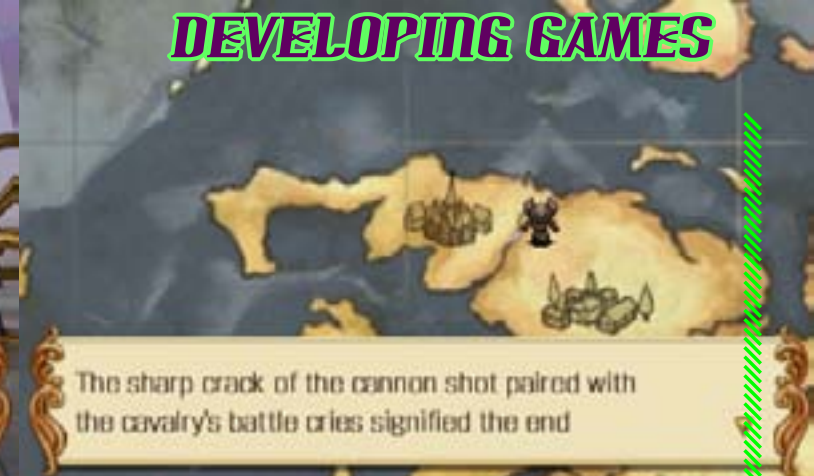 DEVELOPING GAMES
The sharp crack of the cannon shot paired with
the cavalry's battle cries signified the end